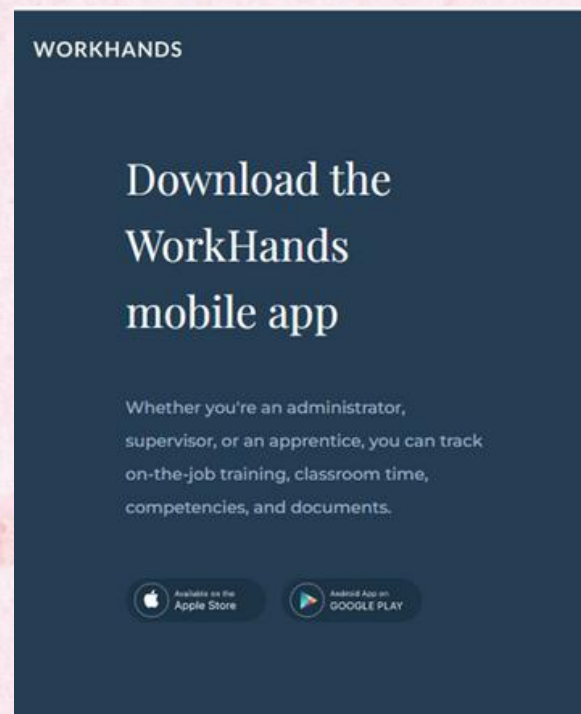 WORKHANDS
Download the
WorkHands
mobile app
Whether you're an administrator,
supervisor, or an apprentice, you can track
on-the-job training, classroom time,
competencies, and documents.
Available on the
Apple Store
Android App on
GOOGLE PLAY